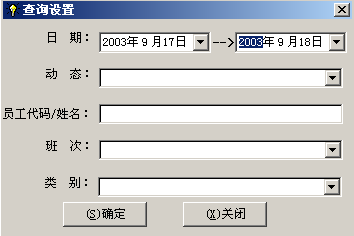 查询设置
日 期： 2003年 9 月17日 --> 2003年 9 月18日
动 态：
员工代码/姓名：
班 次：
类 别：
(S)确定 (X)关闭